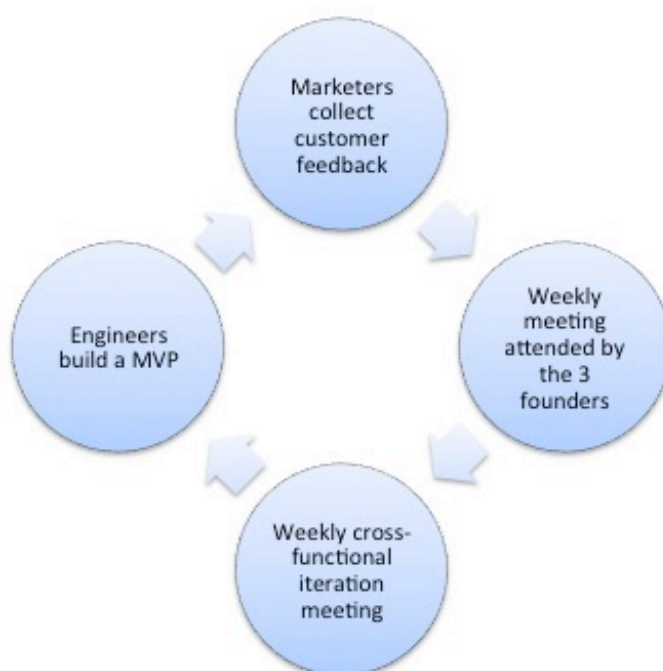 Marketers
collect
customer
feedback
Weekly
meeting
attended by
the 3
founders
Weekly cross-
functional
iteration
meeting
Engineers
build a MVP